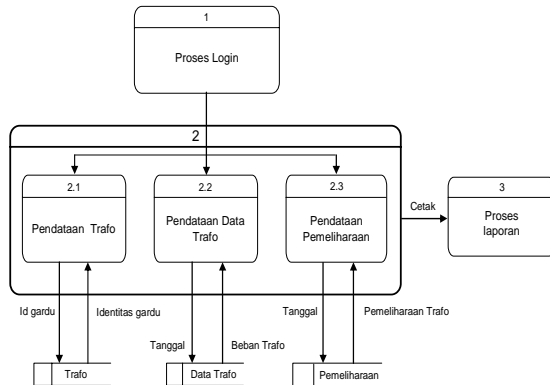 1
Proses Login
2
2.1
2.2
2.3
3
Pendataan Trafo
Pendataan Data
Trafo
Pendataan
Pemeliharaan
Cetak
Proses
laporan
Id gardu
Identitas gardu
Tanggal
Beban Trafo
Tanggal
Pemeliharaan Trafo
Trafo
Data Trafo
Pemeliharaan